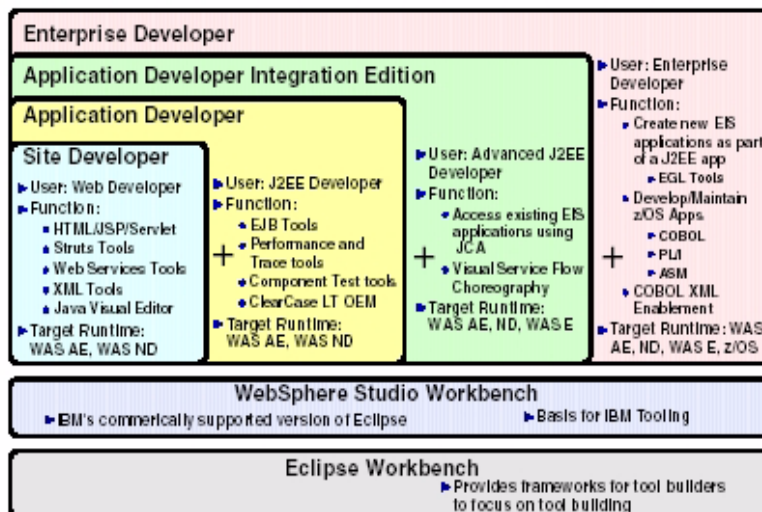 Enterprise Developer
Application Developer Integration Edition
Application Developer
Site Developer
User: Web Developer
Function:
HTML/JSP/Servlet
Struts Tools
Web Services Tools
XML Tools
Java Visual Editor
Target Runtime:
WAS AE, WAS ND
+
User: J2EE Developer
Function:
EJB Tools
Performance and
Trace tools
Component Test tools
ClearCase LT OEM
Target Runtime:
WAS AE, WAS ND
+
User: Advanced J2EE
Developer
Function:
Access existing EIS
applications using
JCA
Visual Service Flow
Choreography
Target Runtime:
WAS AE, ND, WAS E
+
User: Enterprise
Developer
Function:
Create new EIS
applications as part
of a J2EE app
EGL Tools
Develop/Maintain
z/OS Apps
COBOL
PL/I
ASM
COBOL XML
Enablement
Target Runtime: WAS
AE, ND, WAS E, z/OS
WebSphere Studio Workbench
IBM's commerically supported version of Eclipse
Basis for IBM Tooling
Eclipse Workbench
Provides frameworks for tool builders
to focus on tool building